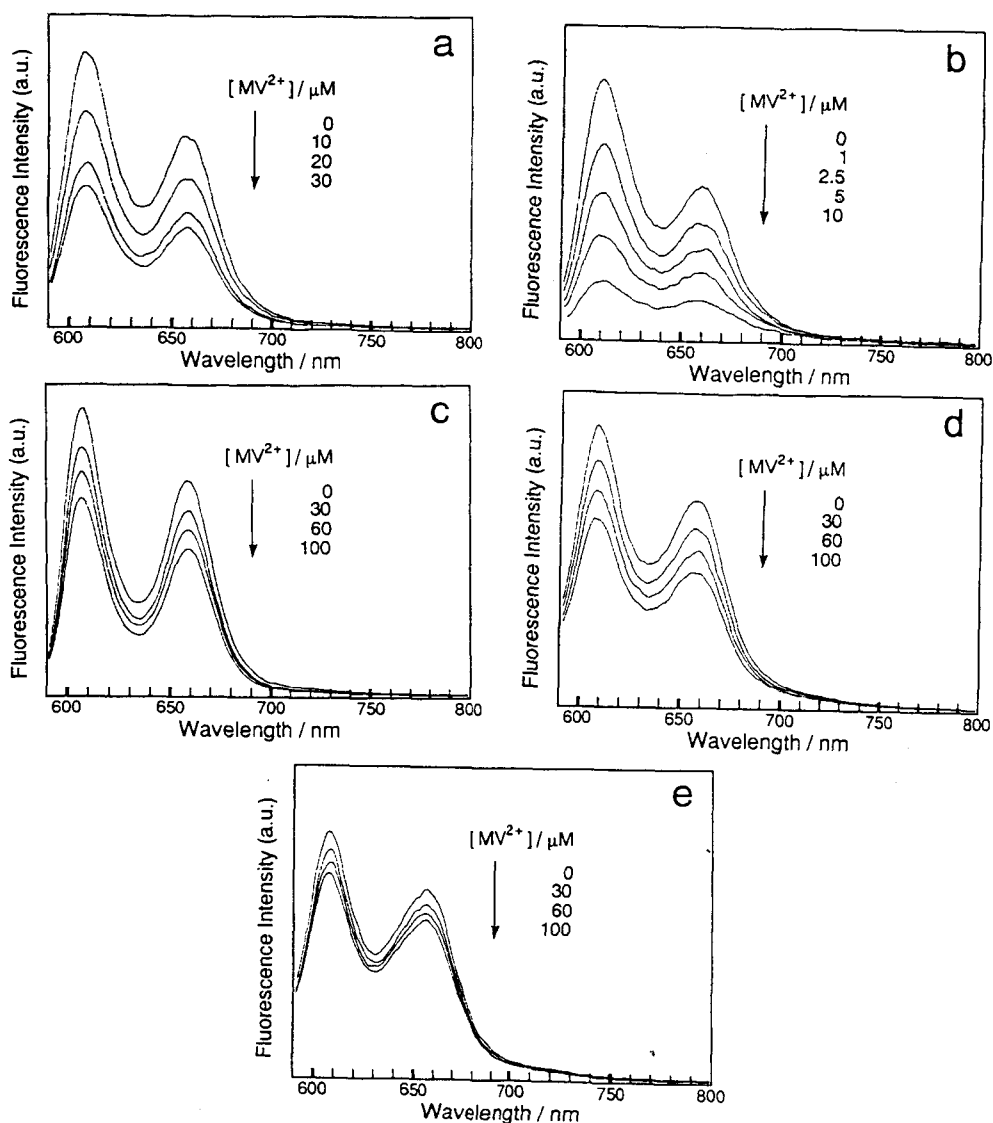 a
Fluorescence Intensity (a.u.)
[MV2+]/ μM
0
10
20
30
600 650 700 750 800
Wavelength / nm
b
Fluorescence Intensity (a.u.)
[MV2+]/ μM
0
1
2.5
5
10
600 650 700 750 800
Wavelength / nm
c
Fluorescence Intensity (a.u.)
[MV2+]/ μM
0
30
60
100
600 650 700 750 800
Wavelength / nm
d
Fluorescence Intensity (a.u.)
[MV2+]/ μM
0
30
60
100
600 650 700 750 800
Wavelength / nm
e
Fluorescence Intensity (a.u.)
[MV2+]/ μM
0
30
60
100
600 650 700 750 800
Wavelength / nm